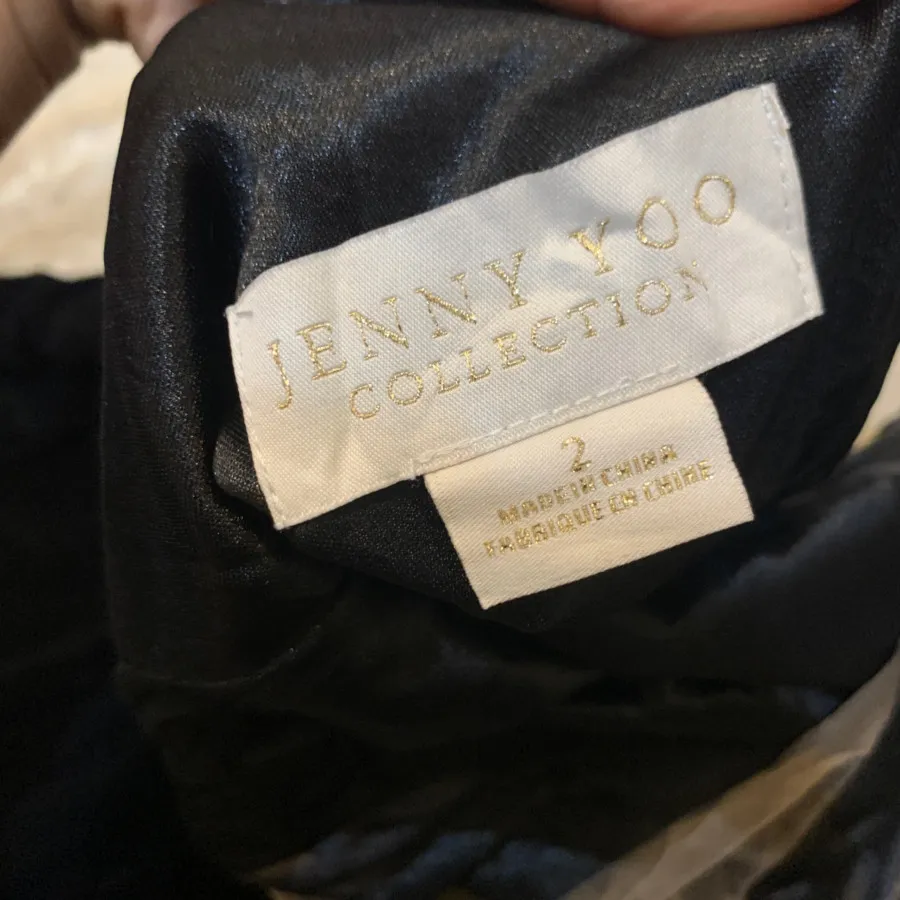 JENNY YOO
COLLECTION
2
MADE IN CHINA
FABRIQUE EN CHINE